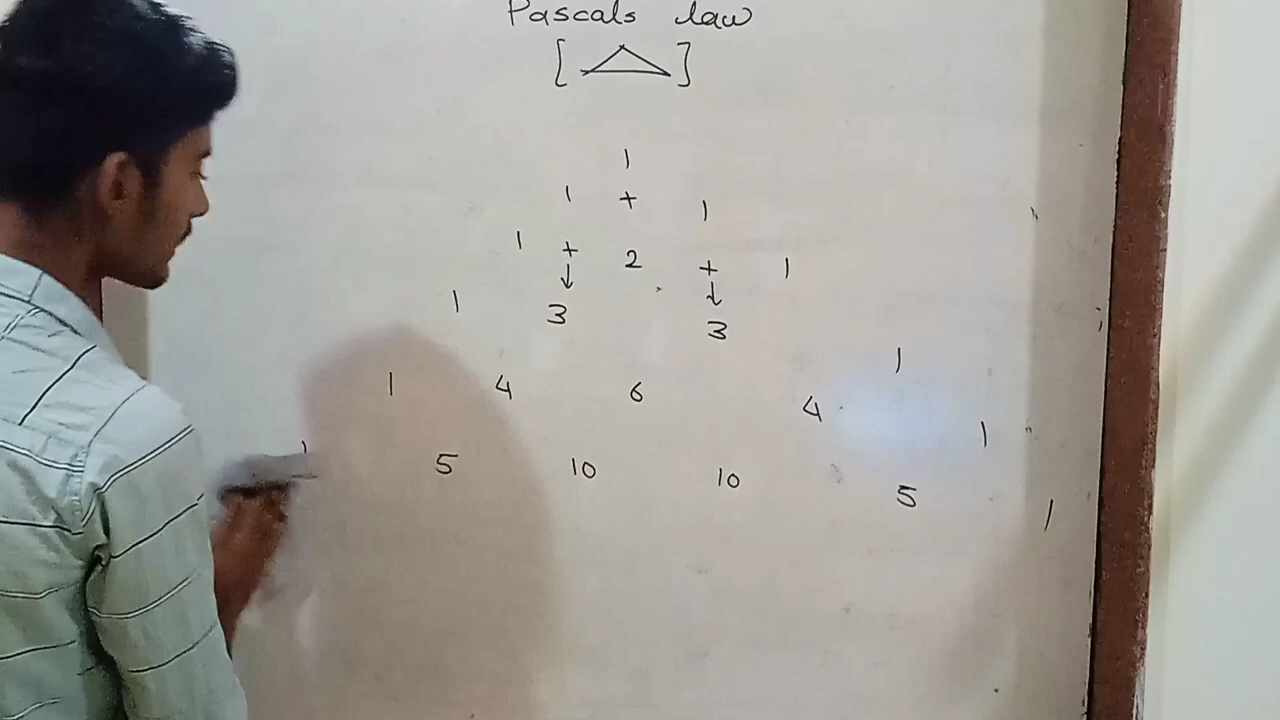 Pascals law
[△]
1
1 + 1
1 + 2 + 1
↓ ↓
1 3 3 1
1 4 6 4 1
1 5 10 10 5 1